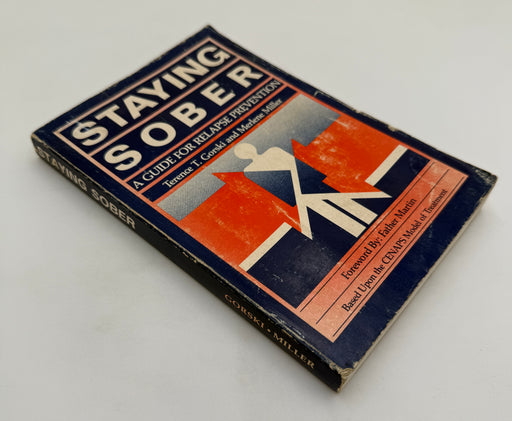 STAYING
SOBER
A GUIDE FOR RELAPSE PREVENTION
Terence T. Gorski and Merlene Miller
Foreword By: Father Martin
Based Upon the CENAPS Model of Treatment
STAYING SOBER
GORSKI • MILLER